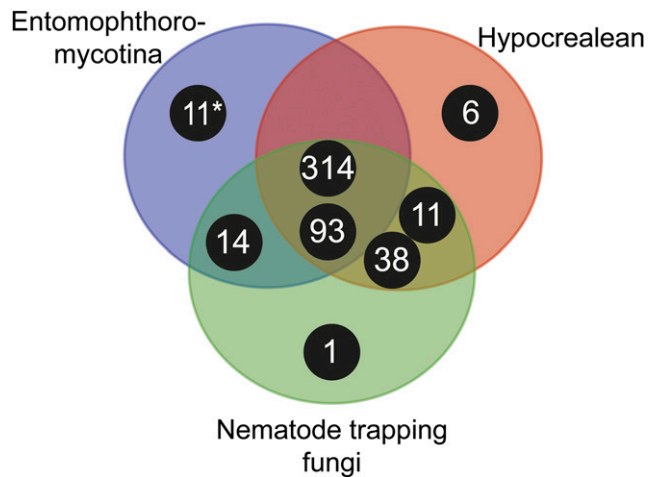 Entomophthoro-
mycotina
Hypocrealean
11*
6
314
11
93
14
38
1
Nematode trapping
fungi